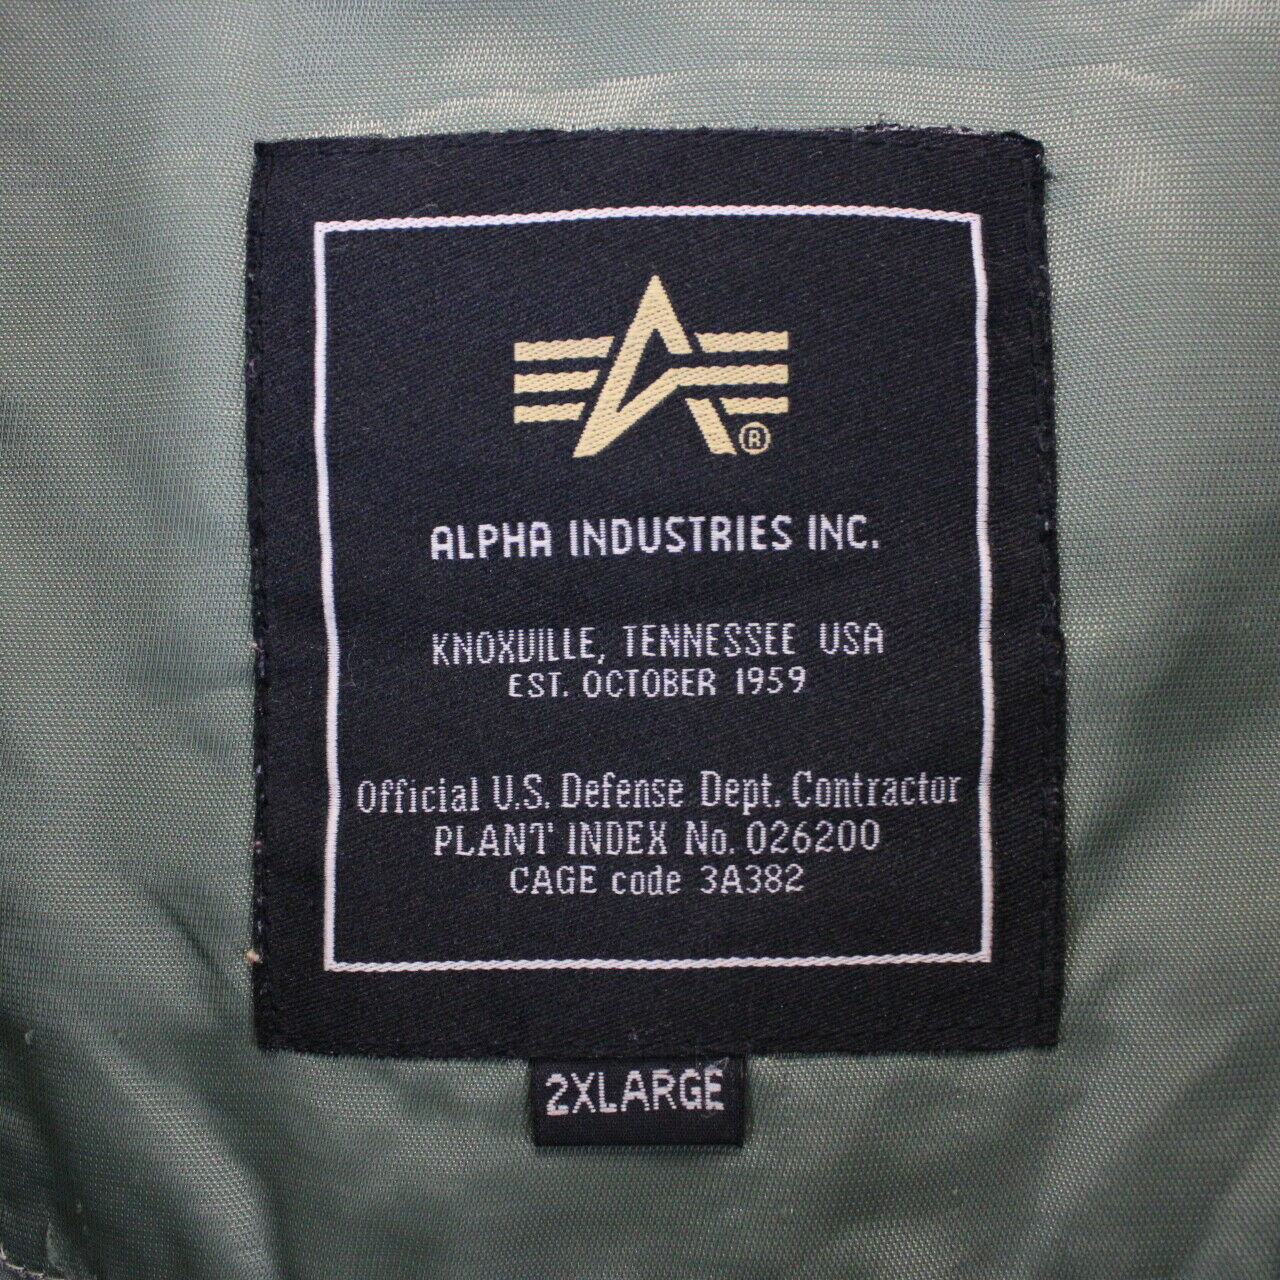 ®
ALPHA INDUSTRIES INC.
KNOXVILLE, TENNESSEE USA
EST. OCTOBER 1959
Official U.S. Defense Dept. Contractor
PLANT INDEX No. 026200
CAGE code 3A382
2XLARGE